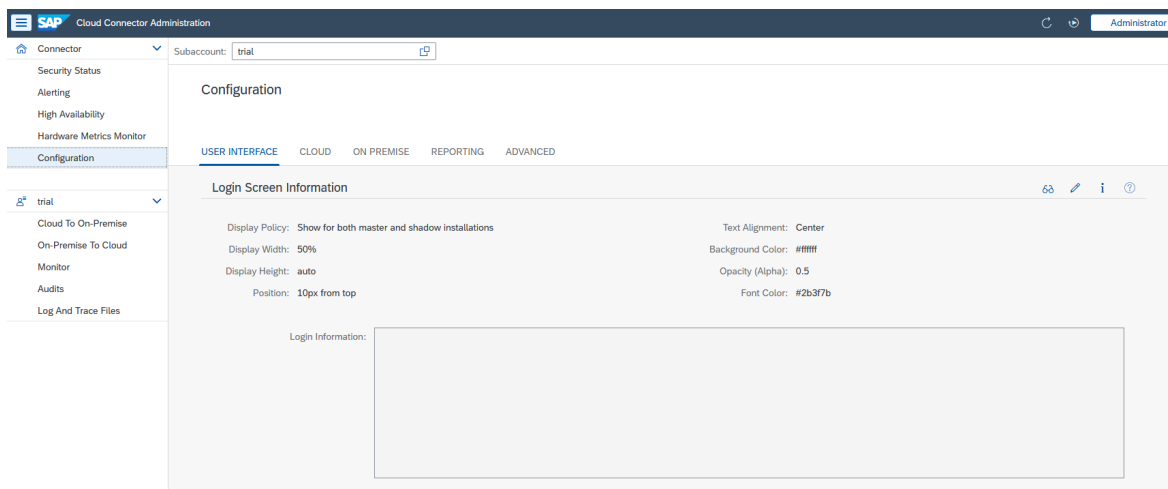 SAP Cloud Connector Administration
Administrator
Connector
Security Status
Alerting
High Availability
Hardware Metrics Monitor
Configuration
trial
Cloud To On-Premise
On-Premise To Cloud
Monitor
Audits
Log And Trace Files
Subaccount: trial
Configuration
USER INTERFACE CLOUD ON PREMISE REPORTING ADVANCED
Login Screen Information
Display Policy: Show for both master and shadow installations
Display Width: 50%
Display Height: auto
Position: 10px from top
Text Alignment: Center
Background Color: #ffffff
Opacity (Alpha): 0.5
Font Color: #2b3f7b
Login Information: